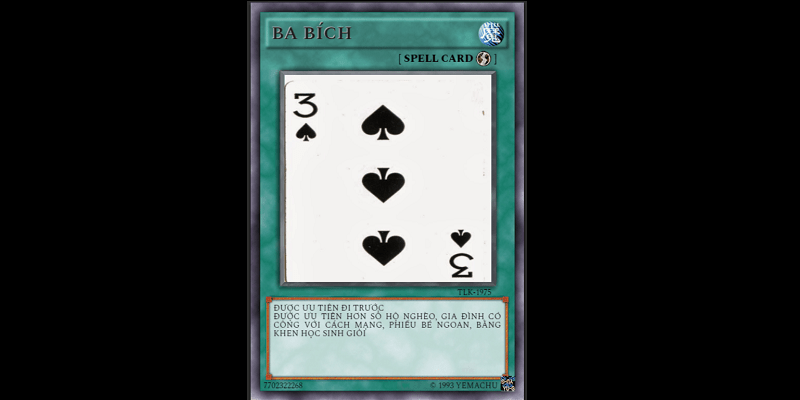 BA BÍCH
[ SPELL CARD ]
3
3
TLK-1975
ĐƯỢC ƯU TIÊN ĐI TRƯỚC
ĐƯỢC ƯU TIÊN HƠN SỔ HỘ NGHÈO, GIA ĐÌNH CÓ
CÔNG VỚI CÁCH MẠNG, PHIẾU BÉ NGOAN, BẰNG
KHEN HỌC SINH GIỎI
7702322268 © 1993 YEMACHU